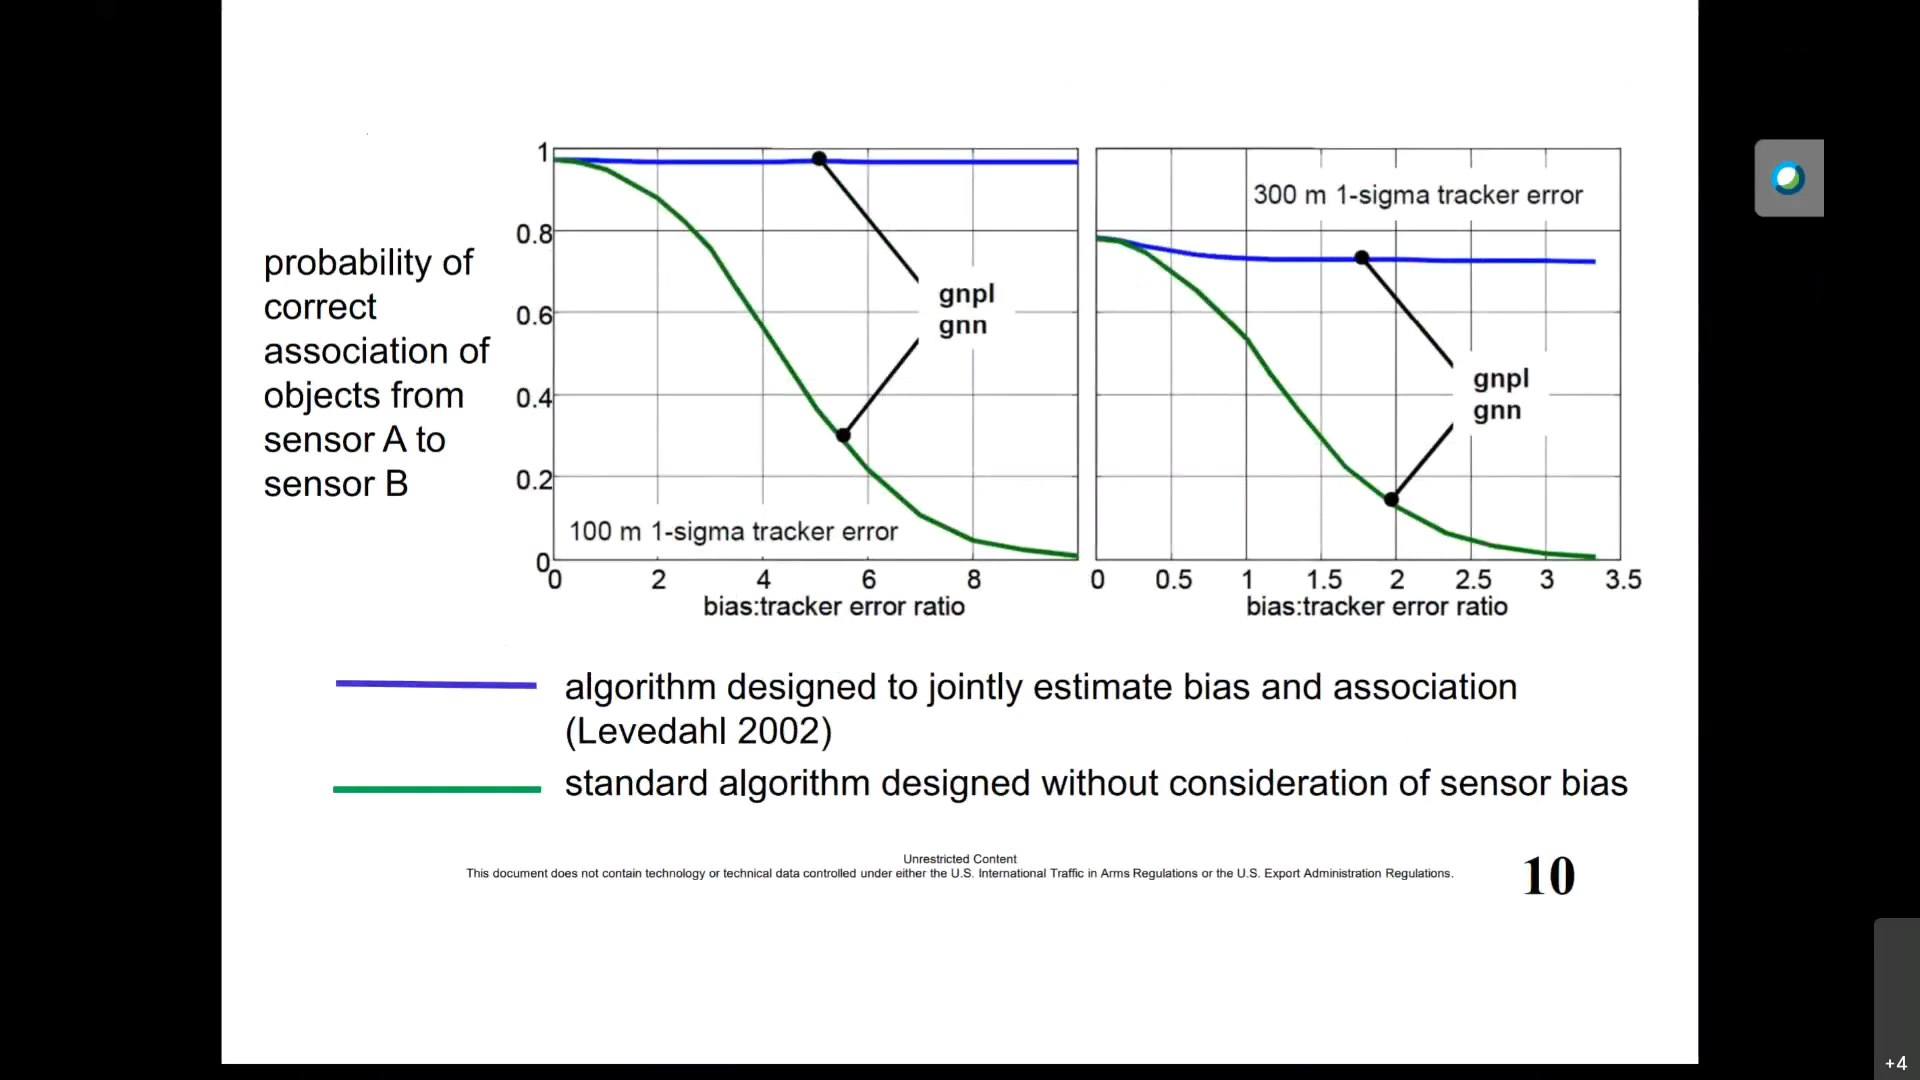 probability of
correct
association of
objects from
sensor A to
sensor B
1
0.8
0.6
0.4
0.2
0
gnpl
gnn
100 m 1-sigma tracker error
0 2 4 6 8
bias:tracker error ratio
300 m 1-sigma tracker error
gnpl
gnn
0 0.5 1 1.5 2 2.5 3 3.5
bias:tracker error ratio
algorithm designed to jointly estimate bias and association
(Levedahl 2002)
standard algorithm designed without consideration of sensor bias
Unrestricted Content
This document does not contain technology or technical data controlled under either the U.S. International Traffic in Arms Regulations or the U.S. Export Administration Regulations.
10
+4